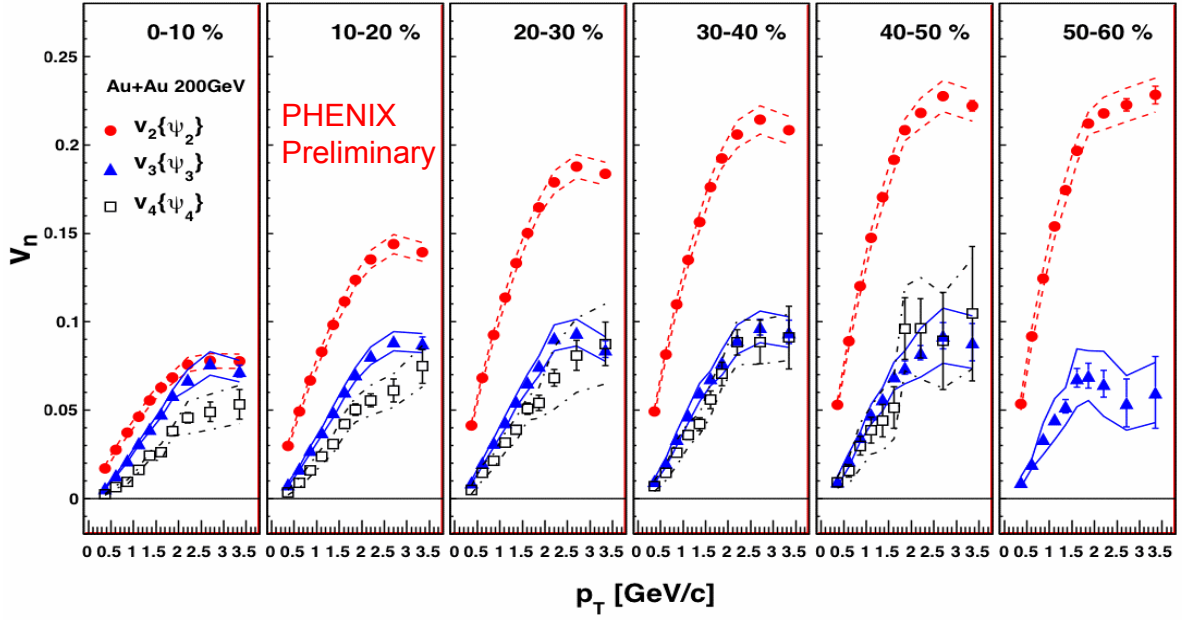 0-10 %
10-20 %
20-30 %
30-40 %
40-50 %
50-60 %
Au+Au 200GeV
v2{ψ2}
v3{ψ3}
v4{ψ4}
PHENIX
Preliminary
Vn
0.25
0.2
0.15
0.1
0.05
0
0 0.5 1 1.5 2 2.5 3 3.5
0 0.5 1 1.5 2 2.5 3 3.5
0 0.5 1 1.5 2 2.5 3 3.5
0 0.5 1 1.5 2 2.5 3 3.5
0 0.5 1 1.5 2 2.5 3 3.5
0 0.5 1 1.5 2 2.5 3 3.5
pT [GeV/c]